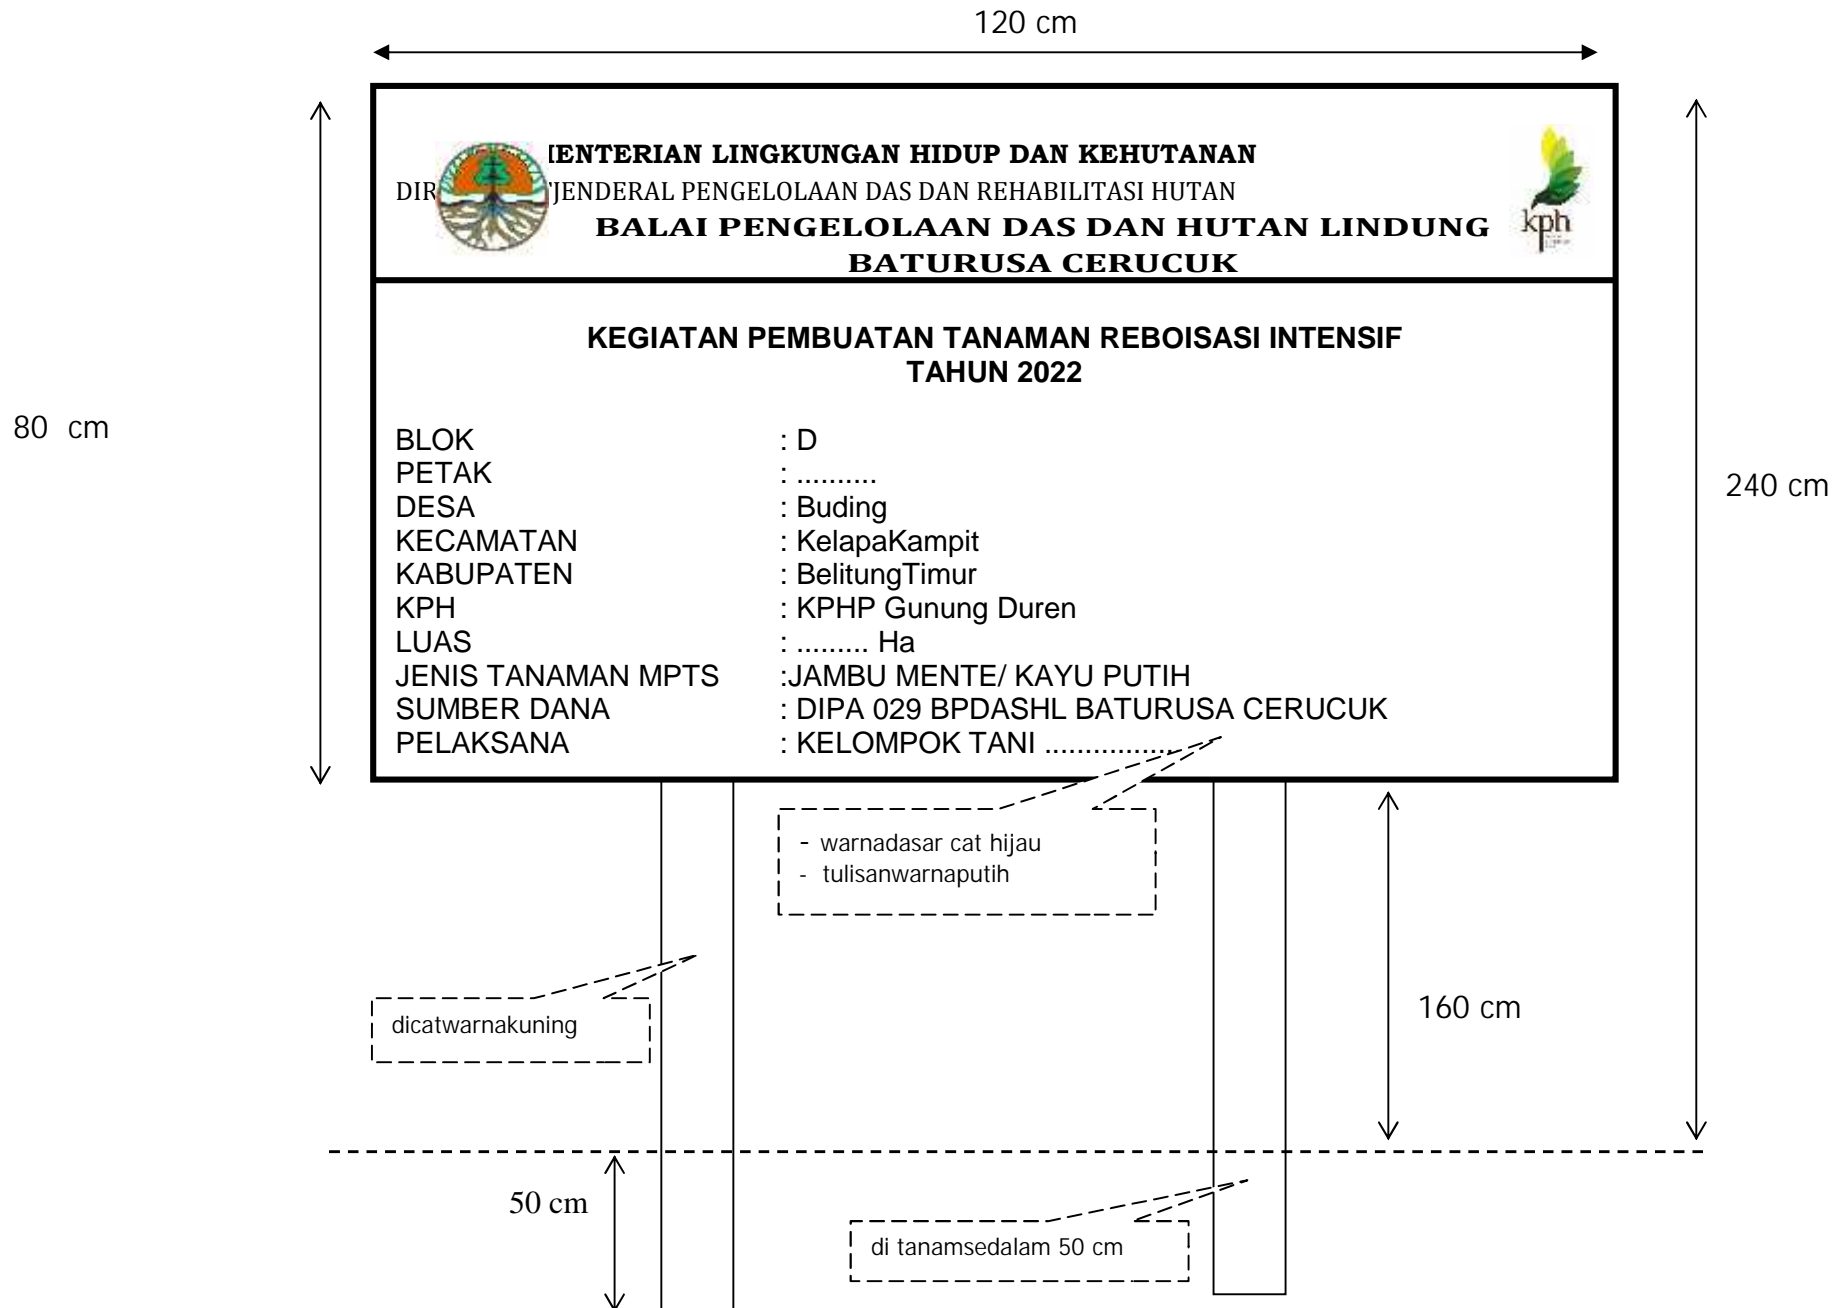 120 cm
IENTERIAN LINGKUNGAN HIDUP DAN KEHUTANAN
DIR TJENDERAL PENGELOLAAN DAS DAN REHABILITASI HUTAN
BALAI PENGELOLAAN DAS DAN HUTAN LINDUNG
BATURUSA CERUCUK
kph
KEGIATAN PEMBUATAN TANAMAN REBOISASI INTENSIF
TAHUN 2022
80 cm
240 cm
BLOK : D
PETAK : ..........
DESA : Buding
KECAMATAN : KelapaKampit
KABUPATEN : BelitungTimur
KPH : KPHP Gunung Duren
LUAS : ......... Ha
JENIS TANAMAN MPTS :JAMBU MENTE/ KAYU PUTIH
SUMBER DANA : DIPA 029 BPDASHL BATURUSA CERUCUK
PELAKSANA : KELOMPOK TANI ................
- warnadasar cat hijau
- tulisanwarnaputih
dicatwarnakuning
160 cm
50 cm
di tanamsedalam 50 cm